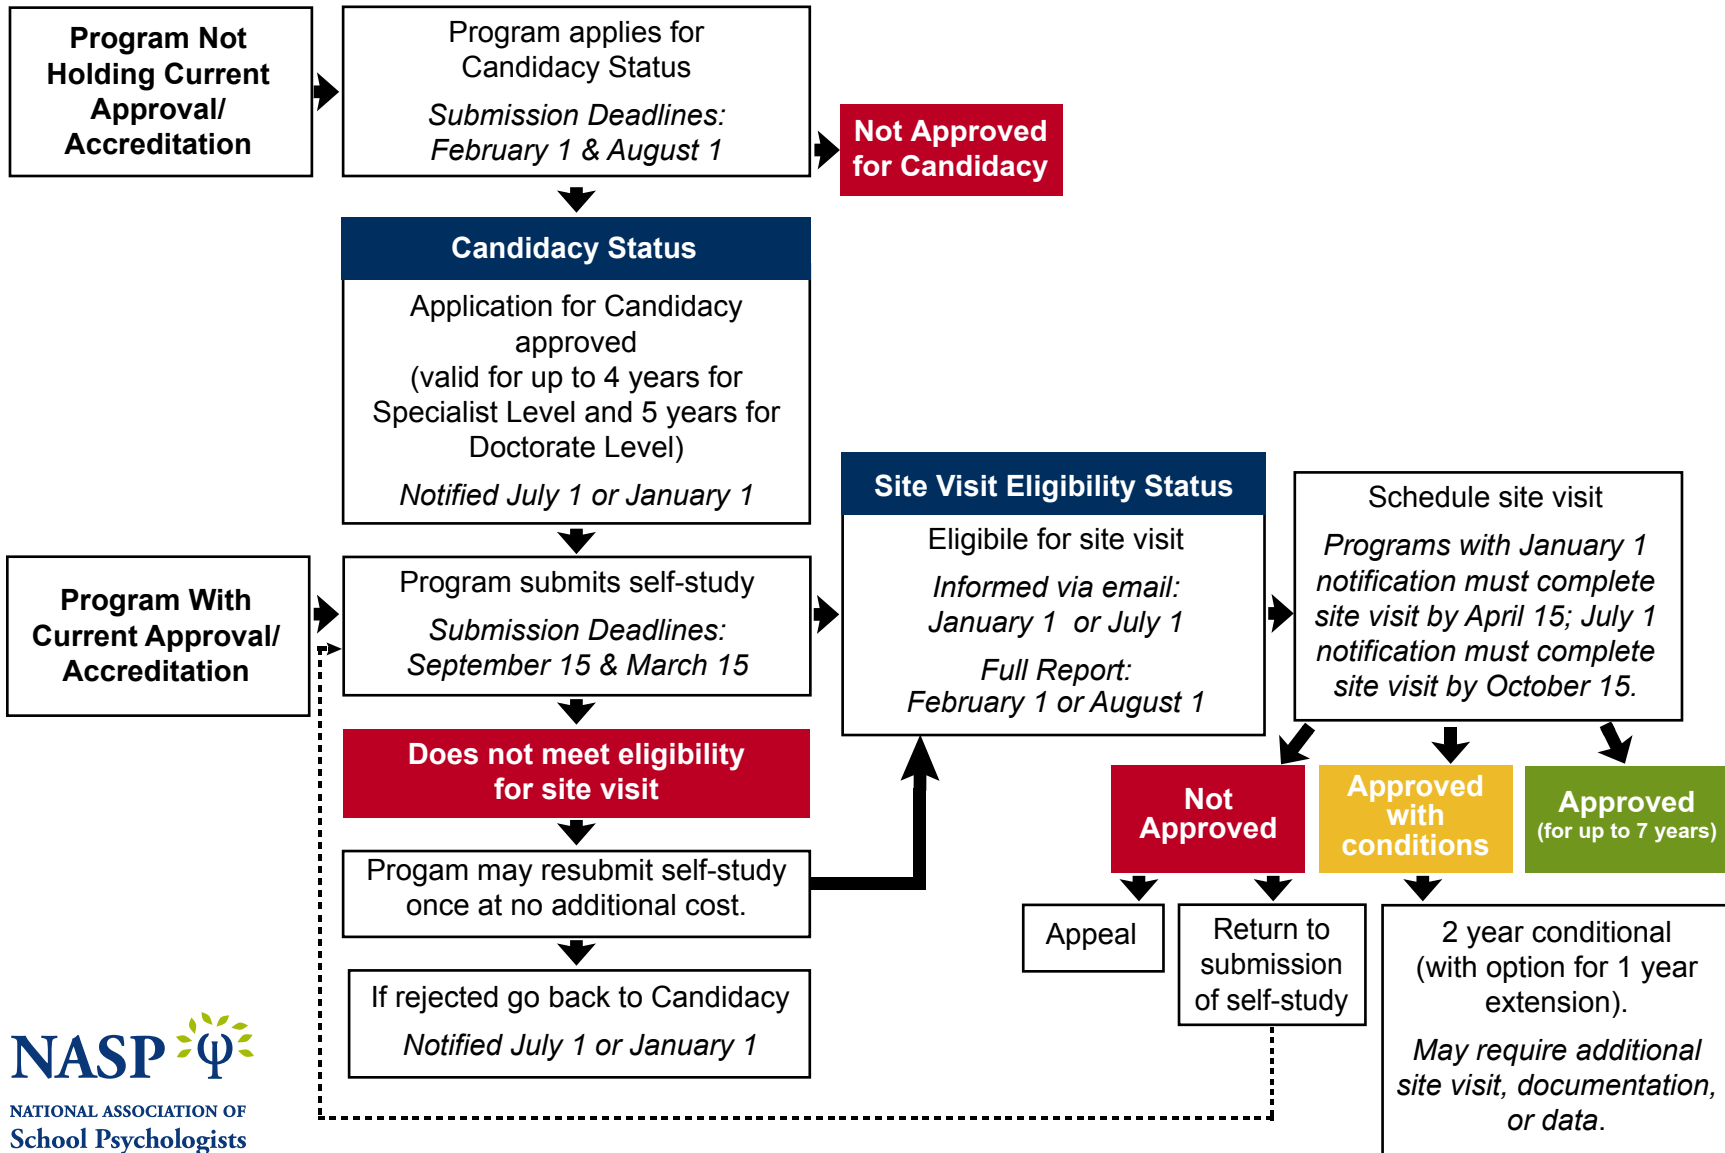 Program Not
Holding Current
Approval/
Accreditation
Program applies for
Candidacy Status
Submission Deadlines:
February 1 & August 1
Not Approved
for Candidacy
Candidacy Status
Application for Candidacy
approved
(valid for up to 4 years for
Specialist Level and 5 years for
Doctorate Level)
Notified July 1 or January 1
Program With
Current Approval/
Accreditation
Program submits self-study
Submission Deadlines:
September 15 & March 15
Site Visit Eligibility Status
Eligibile for site visit
Informed via email:
January 1 or July 1
Full Report:
February 1 or August 1
Schedule site visit
Programs with January 1
notification must complete
site visit by April 15; July 1
notification must complete
site visit by October 15.
Does not meet eligibility
for site visit
Progam may resubmit self-study
once at no additional cost.
If rejected go back to Candidacy
Notified July 1 or January 1
Not
Approved
Approved
with
conditions
Approved
(for up to 7 years)
Appeal
Return to
submission
of self-study
2 year conditional
(with option for 1 year
extension).
May require additional
site visit, documentation,
or data.
NASP
NATIONAL ASSOCIATION OF
School Psychologists